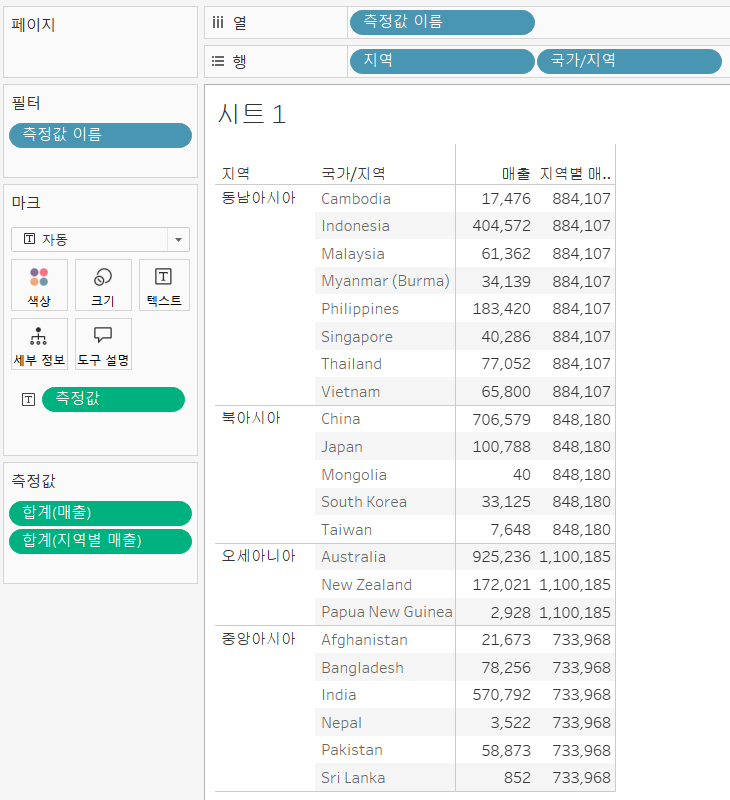 페이지
iii 열
측정값 이름
행
지역
국가/지역
필터
측정값 이름
시트 1
마크
자동
색상
크기
텍스트
세부 정보
도구 설명
측정값
측정값
합계(매출)
합계(지역별 매출)
지역 국가/지역 매출 지역별 매..
동남아시아 Cambodia 17,476 884,107
Indonesia 404,572 884,107
Malaysia 61,362 884,107
Myanmar (Burma) 34,139 884,107
Philippines 183,420 884,107
Singapore 40,286 884,107
Thailand 77,052 884,107
Vietnam 65,800 884,107
북아시아 China 706,579 848,180
Japan 100,788 848,180
Mongolia 40 848,180
South Korea 33,125 848,180
Taiwan 7,648 848,180
오세아니아 Australia 925,236 1,100,185
New Zealand 172,021 1,100,185
Papua New Guinea 2,928 1,100,185
중앙아시아 Afghanistan 21,673 733,968
Bangladesh 78,256 733,968
India 570,792 733,968
Nepal 3,522 733,968
Pakistan 58,873 733,968
Sri Lanka 852 733,968